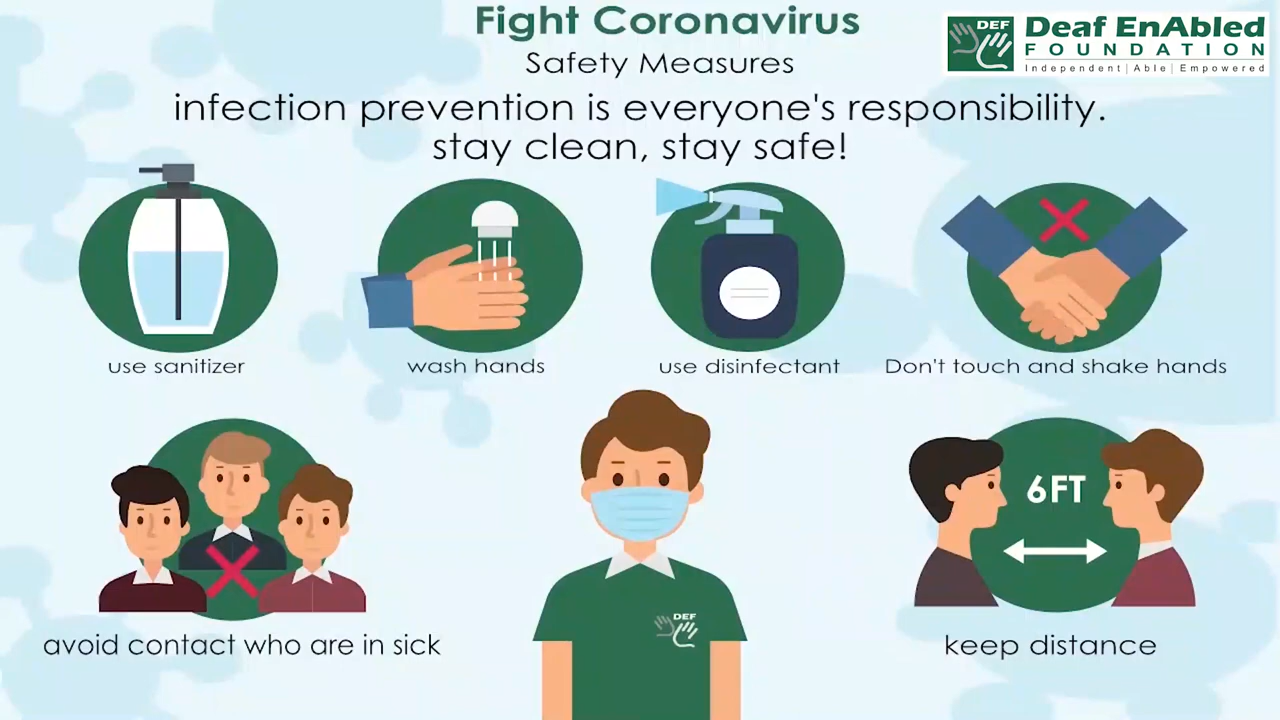 Fight Coronavirus
Safety Measures
DEF
Deaf EnAbled
FOUNDATION
Independent | Able | Empowered
infection prevention is everyone's responsibility.
stay clean, stay safe!
use sanitizer
wash hands
use disinfectant
Don't touch and shake hands
6FT
DEF
avoid contact who are in sick
keep distance